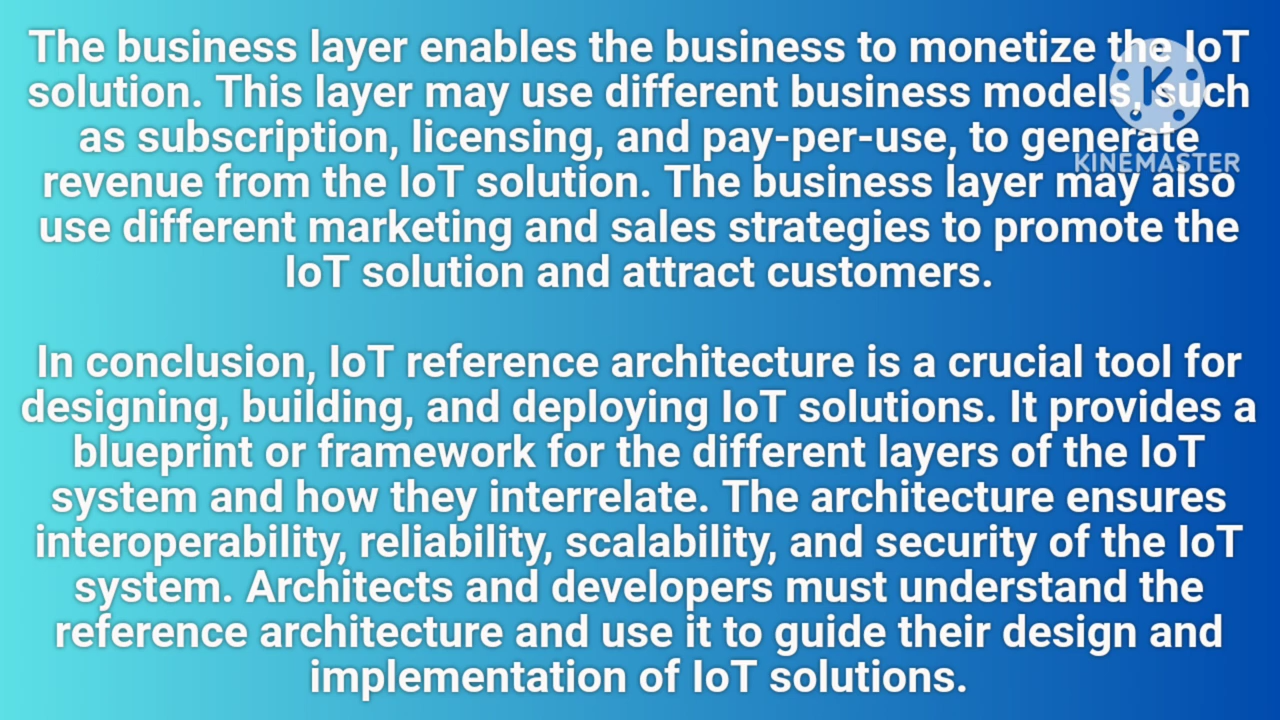 The business layer enables the business to monetize the IoT
solution. This layer may use different business models, such
as subscription, licensing, and pay-per-use, to generate
revenue from the IoT solution. The business layer may also
use different marketing and sales strategies to promote the
IoT solution and attract customers.
In conclusion, IoT reference architecture is a crucial tool for
designing, building, and deploying IoT solutions. It provides a
blueprint or framework for the different layers of the IoT
system and how they interrelate. The architecture ensures
interoperability, reliability, scalability, and security of the IoT
system. Architects and developers must understand the
reference architecture and use it to guide their design and
implementation of IoT solutions.
K
KINEMASTER